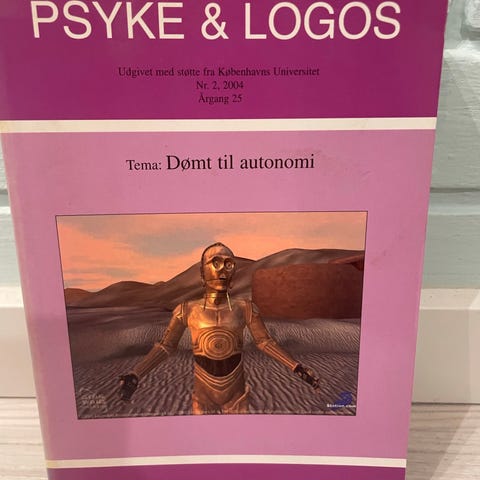 PSYKE & LOGOS
Udgivet med støtte fra Københavns Universitet
Nr. 2, 2004
Årgang 25
Tema: Dømt til autonomi